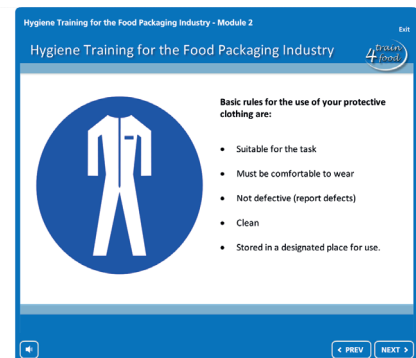 Hygiene Training for the Food Packaging Industry - Module 2
Exit
Hygiene Training for the Food Packaging Industry
4train
food
Basic rules for the use of your protective
clothing are:
• Suitable for the task
• Must be comfortable to wear
• Not defective (report defects)
• Clean
• Stored in a designated place for use.
< PREV
NEXT >